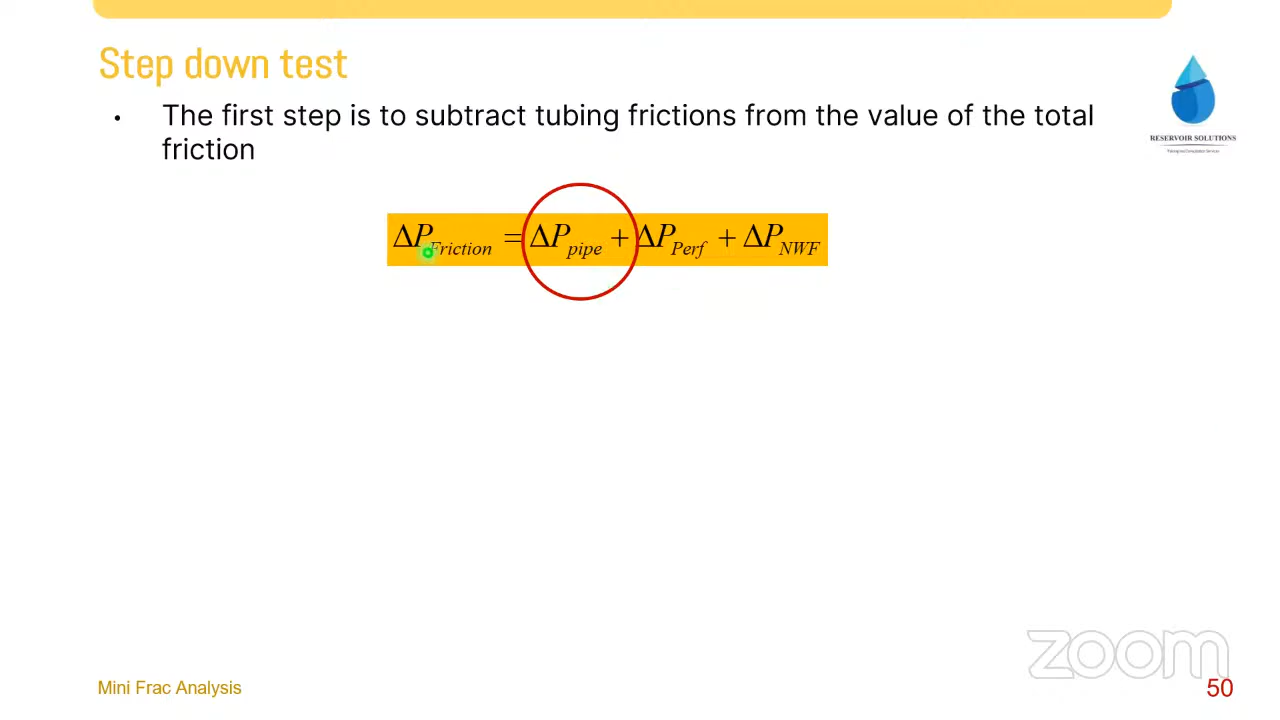 Step down test
• The first step is to subtract tubing frictions from the value of the total
friction
RESERVOIR SOLUTIONS
ΔP_Friction = ΔP_pipe + ΔP_Perf + ΔP_NWF
zoom
Mini Frac Analysis
50